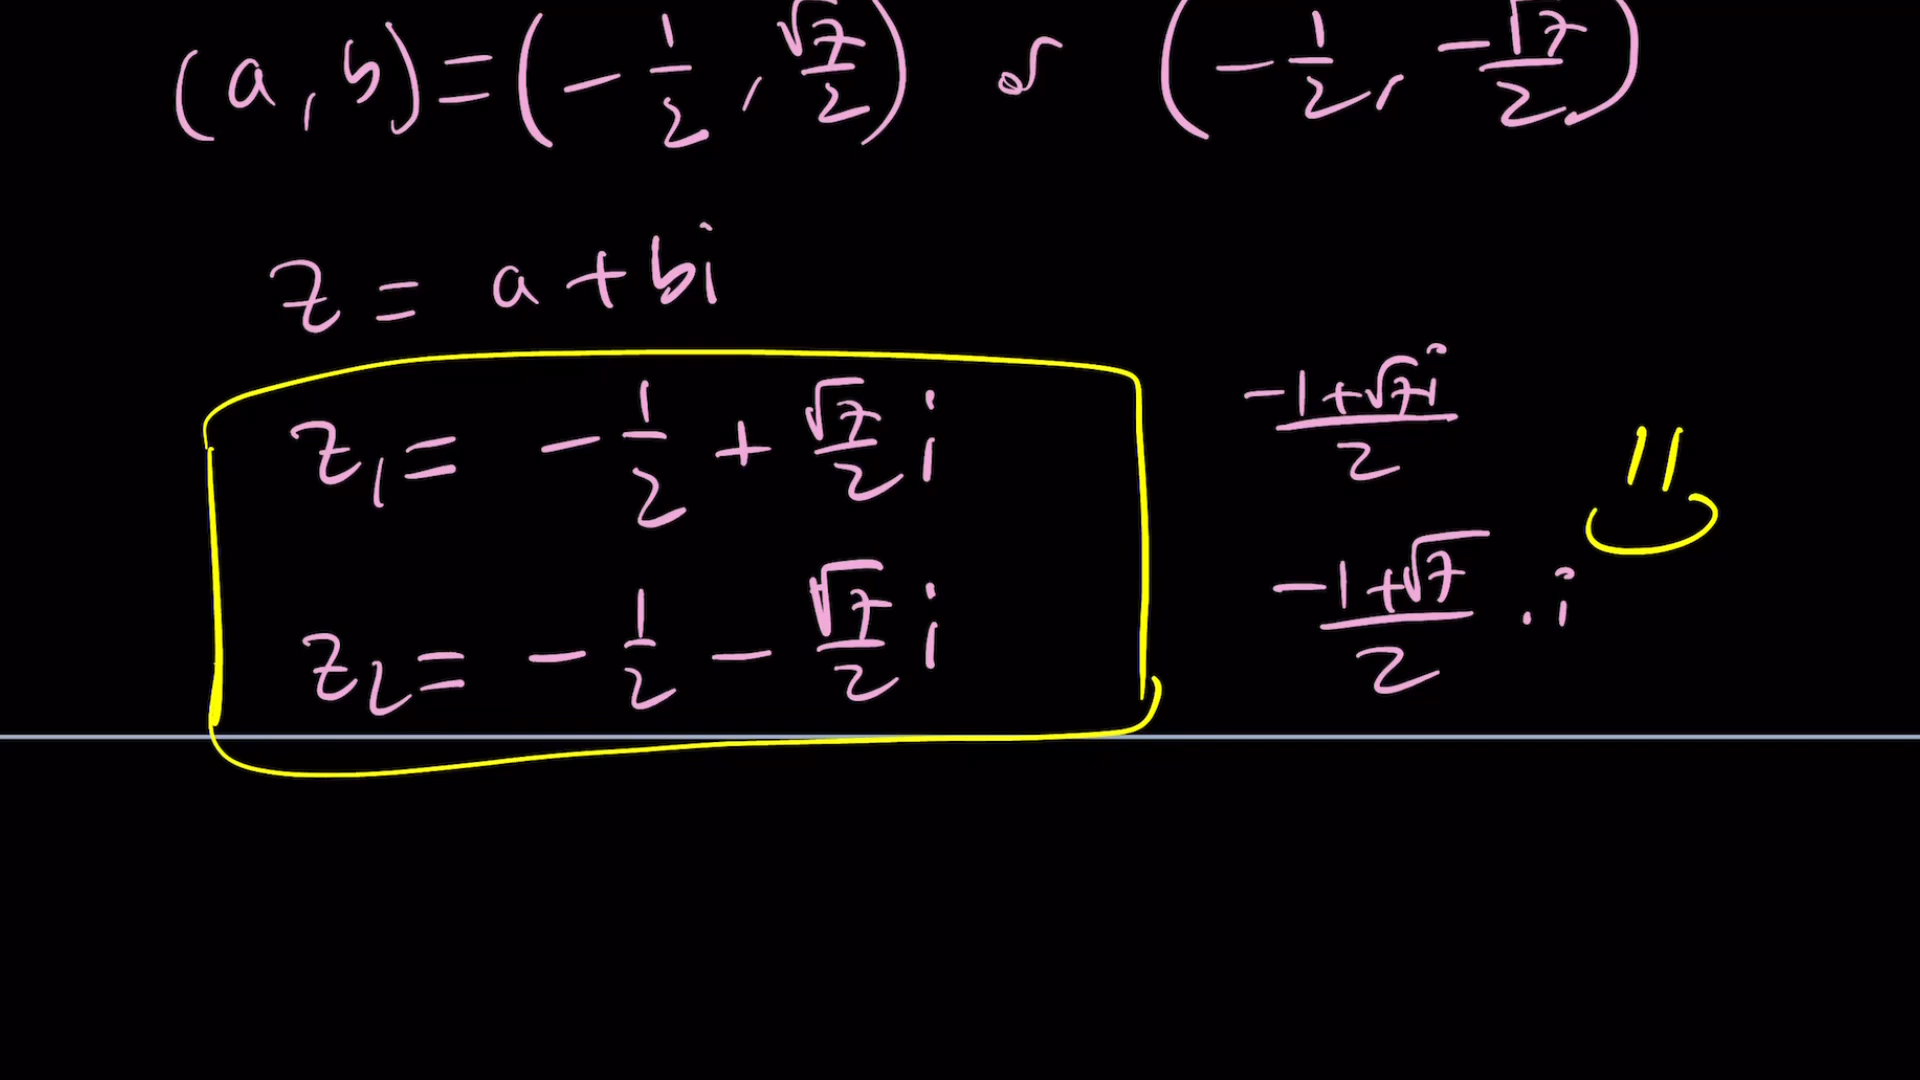 (a, b) = (-1/2, √7/2) or (-1/2, -√7/2)
z = a + bi
z₁ = -1/2 + √7/2 i
-1+√7i/2
z₂ = -1/2 - √7/2 i
-1+√7/2 . i